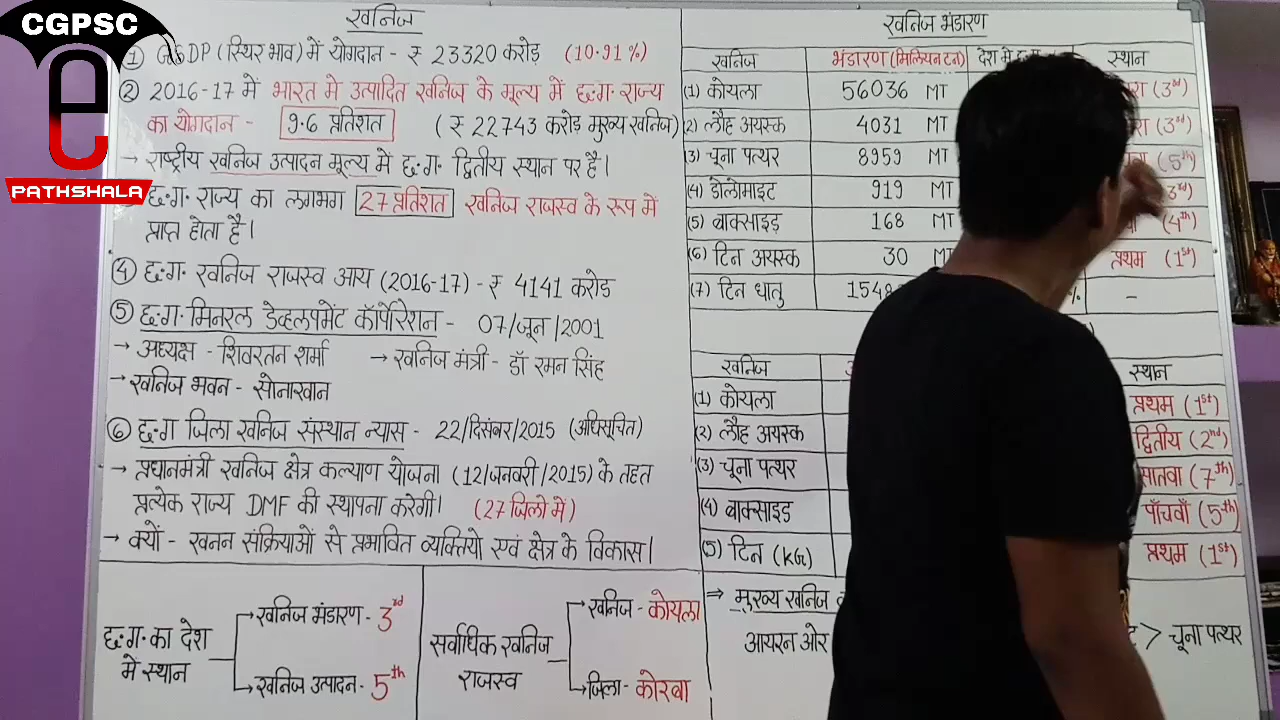 CGPSC
e
PATHSHALA
खनिज
① GSDP (स्थिर भाव) में योगदान - ₹ 23320 करोड़ (10.91 %)
② 2016-17 में भारत मे उत्पादित खनिज के मूल्य में छ.ग. राज्य
का योगदान - 9.6 प्रतिशत ( ₹ 22743 करोड़ मुख्य खनिज)
→ राष्ट्रीय खनिज उत्पादन मूल्य में छ.ग. द्वितीय स्थान पर है।
छ.ग. राज्य का लगभग 27 प्रतिशत खनिज राजस्व के रूप में
प्राप्त होता है।
④ छ.ग. खनिज राजस्व आय (2016-17) - ₹ 4141 करोड
⑤ छ.ग. मिनरल डेव्हलपमेंट कॉर्पोरेशन - 07/जून/2001
→ अध्यक्ष - शिवरतन शर्मा → खनिज मंत्री - डॉ रमन सिंह
→ खनिज भवन - सोनाखान
⑥ छ.ग जिला खनिज संस्थान न्यास - 22/दिसंबर/2015 (अधिसूचित)
→ प्रधानमंत्री खनिज क्षेत्र कल्याण योजना (12/जनवरी/2015) के तहत
प्रत्येक राज्य DMF की स्थापना करेगी। (27 जिलो में)
→ क्यों - खनन संक्रियाओं से प्रभावित व्यक्तियो एवं क्षेत्र के विकास।
छ.ग. का देश मे स्थान
→ खनिज भंडारण - 3rd
→ खनिज उत्पादन - 5th
सर्वाधिक खनिज राजस्व
→ खनिज - कोयला
→ जिला - कोरबा
खनिज भंडारण
खनिज भंडारण (मिलियन टन) देश में स्थान
(1) कोयला 56036 MT (3rd)
(2) लौह अयस्क 4031 MT (3rd)
(3) चूना पत्थर 8959 MT (5th)
(4) डोलोमाइट 919 MT
(5) बाक्साइड 168 MT (4th)
(6) टिन अयस्क 30 प्रथम (1st)
(7) टिन धातु % -
खनिज स्थान
(1) कोयला प्रथम (1st)
(2) लौह अयस्क द्वितीय (2nd)
(3) चूना पत्थर सातवा (7th)
(4) बाक्साइड पाँचवाँ (5th)
(5) टिन (KG) प्रथम (1st)
⇒ मुख्य खनिज
आयरन ओर > चूना पत्थर